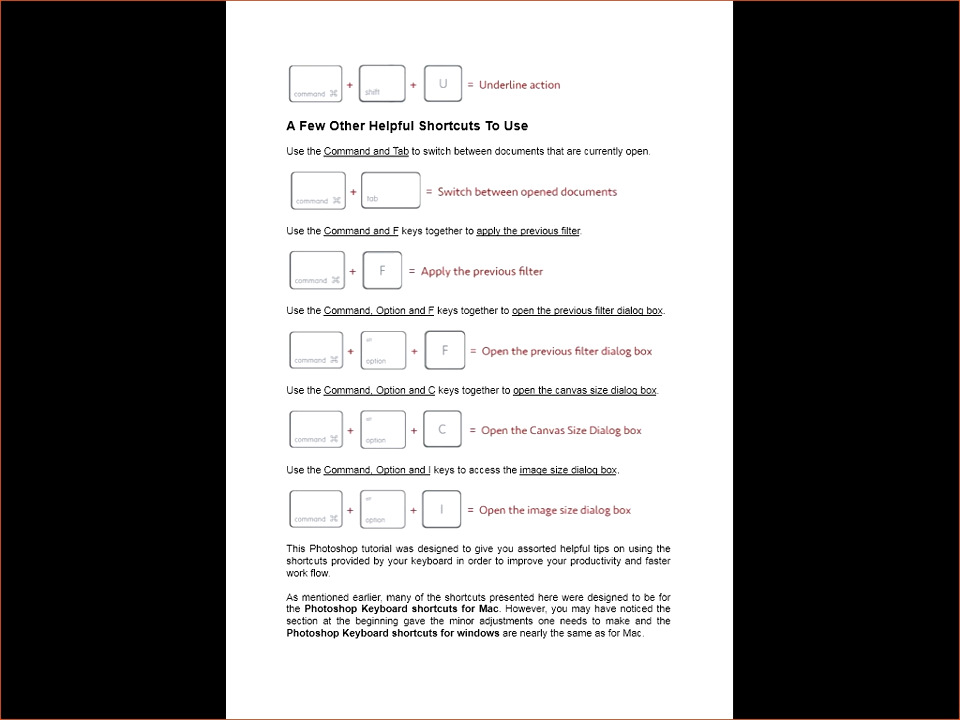 command ⌘ + shift + U = Underline action
A Few Other Helpful Shortcuts To Use
Use the Command and Tab to switch between documents that are currently open.
command ⌘ + tab = Switch between opened documents
Use the Command and F keys together to apply the previous filter.
command ⌘ + F = Apply the previous filter
Use the Command, Option and F keys together to open the previous filter dialog box.
command ⌘ + option + F = Open the previous filter dialog box
Use the Command, Option and C keys together to open the canvas size dialog box.
command ⌘ + option + C = Open the Canvas Size Dialog box
Use the Command, Option and I keys to access the image size dialog box.
command ⌘ + option + I = Open the image size dialog box
This Photoshop tutorial was designed to give you assorted helpful tips on using the
shortcuts provided by your keyboard in order to improve your productivity and faster
work flow.
As mentioned earlier, many of the shortcuts presented here were designed to be for
the Photoshop Keyboard shortcuts for Mac. However, you may have noticed the
section at the beginning gave the minor adjustments one needs to make and the
Photoshop Keyboard shortcuts for windows are nearly the same as for Mac.